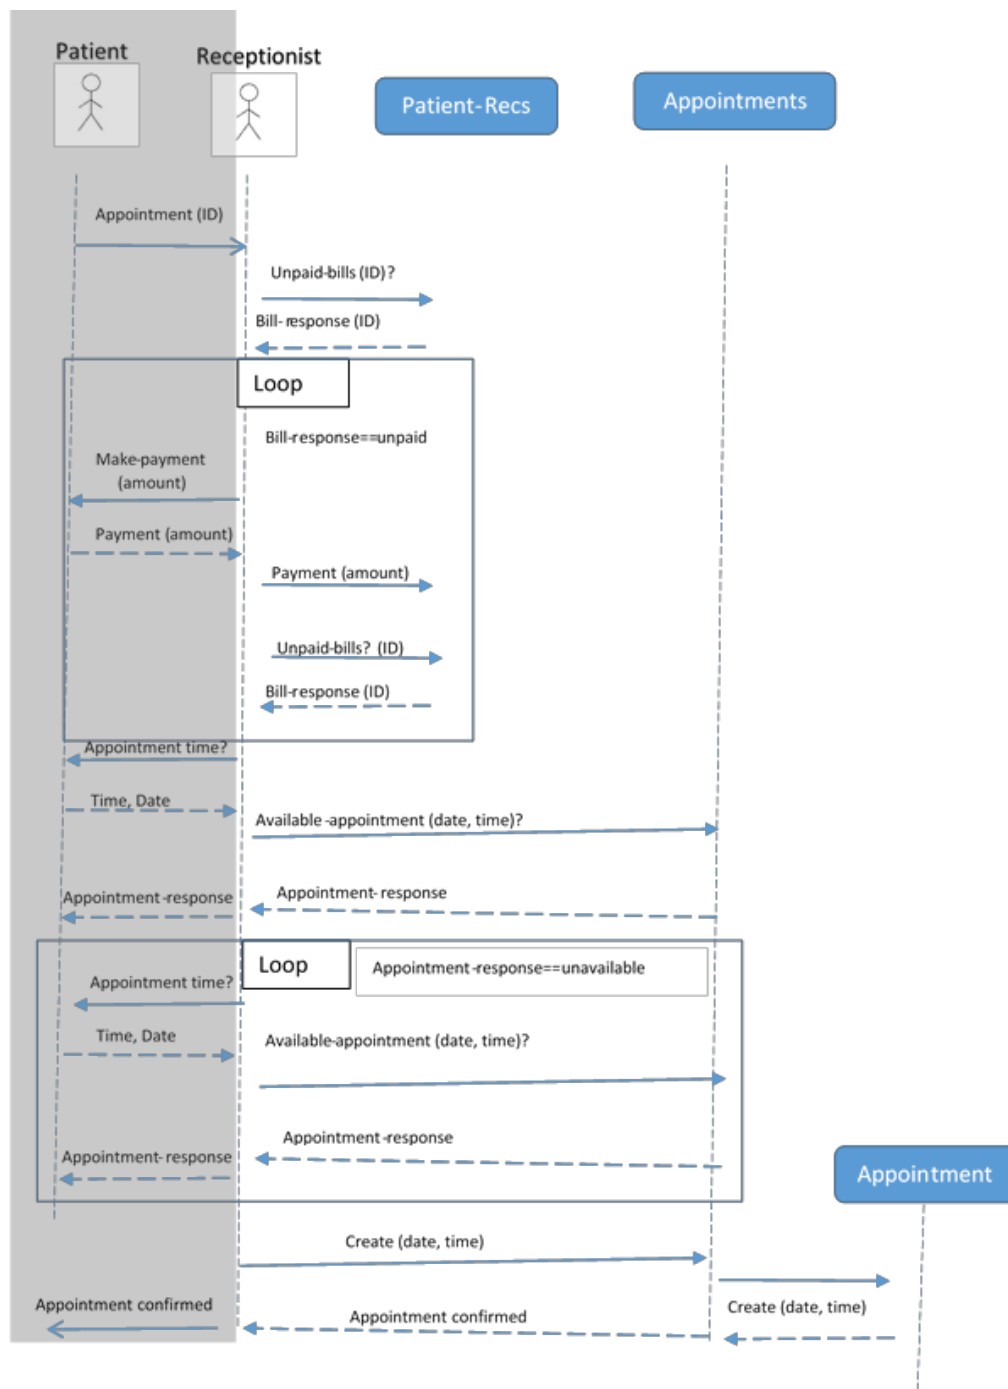 Patient
Receptionist
Patient-Recs
Appointments
Appointment (ID)
Unpaid-bills (ID)?
Bill- response (ID)
Loop
Bill-response==unpaid
Make-payment
(amount)
Payment (amount)
Payment (amount)
Unpaid-bills? (ID)
Bill-response (ID)
Appointment time?
Time, Date
Available-appointment (date, time)?
Appointment-response
Appointment-response
Loop
Appointment-response==unavailable
Appointment time?
Time, Date
Available-appointment (date, time)?
Appointment-response
Appointment-response
Appointment
Create (date, time)
Appointment confirmed
Appointment confirmed
Create (date, time)